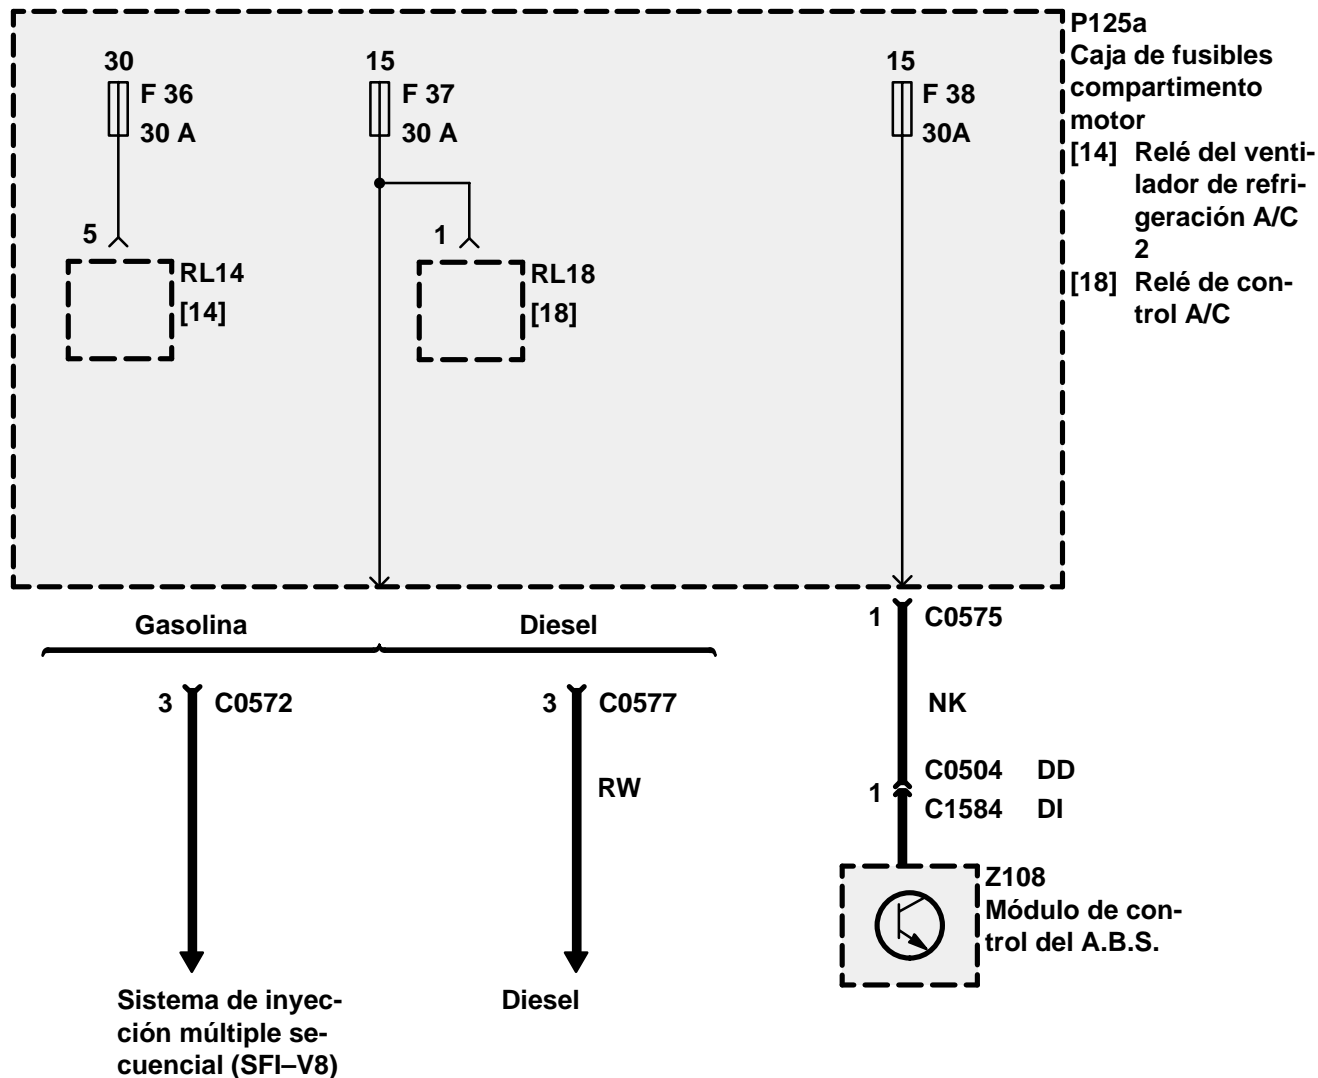 P125a
Caja de fusibles
compartimento
motor
[14] Relé del venti-
lador de refri-
geración A/C
2
[18] Relé de con-
trol A/C
30
F 36
30 A
15
F 37
30 A
15
F 38
30A
5
RL14
[14]
1
RL18
[18]
Gasolina
Diesel
1 C0575
3 C0572
3 C0577
NK
RW
C0504 DD
1
C1584 DI
Z108
Módulo de con-
trol del A.B.S.
Sistema de inyec-
ción múltiple se-
cuencial (SFI–V8)
Diesel